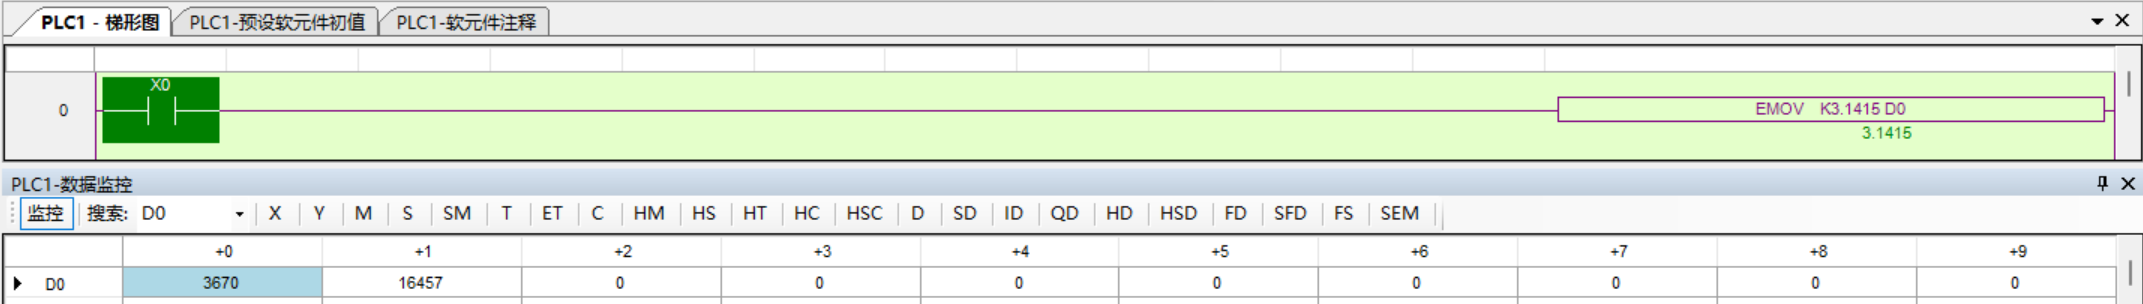 PLC1 - 梯形图 PLC1-预设软元件初值 PLC1-软元件注释
X0
0 EMOV K3.1415 D0
3.1415
PLC1-数据监控
监控 搜索: D0 X Y M S SM T ET C HM HS HT HC HSC D SD ID QD HD HSD FD SFD FS SEM
+0 +1 +2 +3 +4 +5 +6 +7 +8 +9
D0 3670 16457 0 0 0 0 0 0 0 0